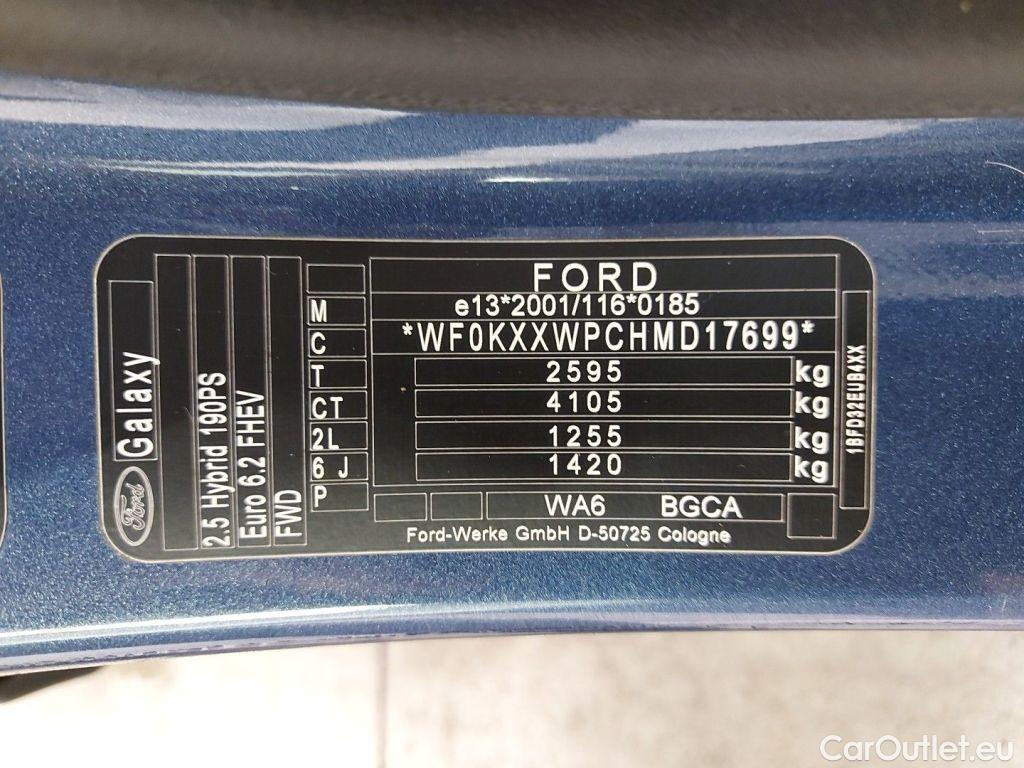 Ford
Galaxy
2.5 Hybrid 190PS
Euro 6.2 FHEV
FWD
FORD
M e13*2001/116*0185
C *WF0KXXWPCHMD17699*
T 2595 kg
CT 4105 kg
2L 1255 kg
6 J 1420 kg
P WA6 BGCA
Ford-Werke GmbH D-50725 Cologne
1BFD32EUB4XX
CarOutlet.eu